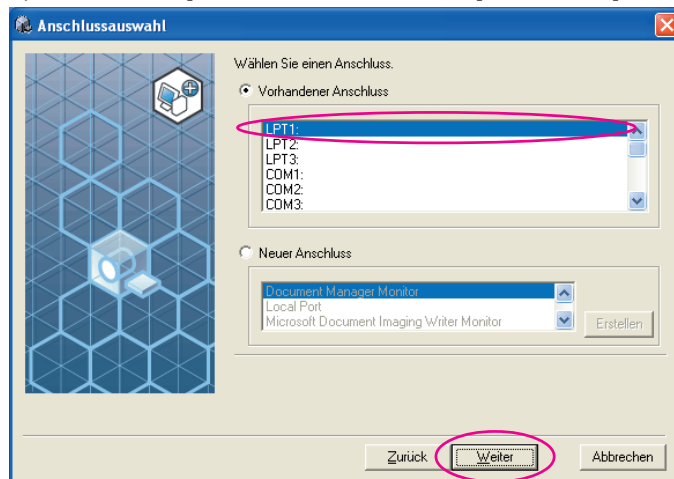 Anschlussauswahl
Wählen Sie einen Anschluss.
Vorhandener Anschluss
LPT1:
LPT2:
LPT3:
COM1:
COM2:
COM3:
Neuer Anschluss
Document Manager Monitor
Local Port
Microsoft Document Imaging Writer Monitor
Erstellen
Zurück
Weiter
Abbrechen